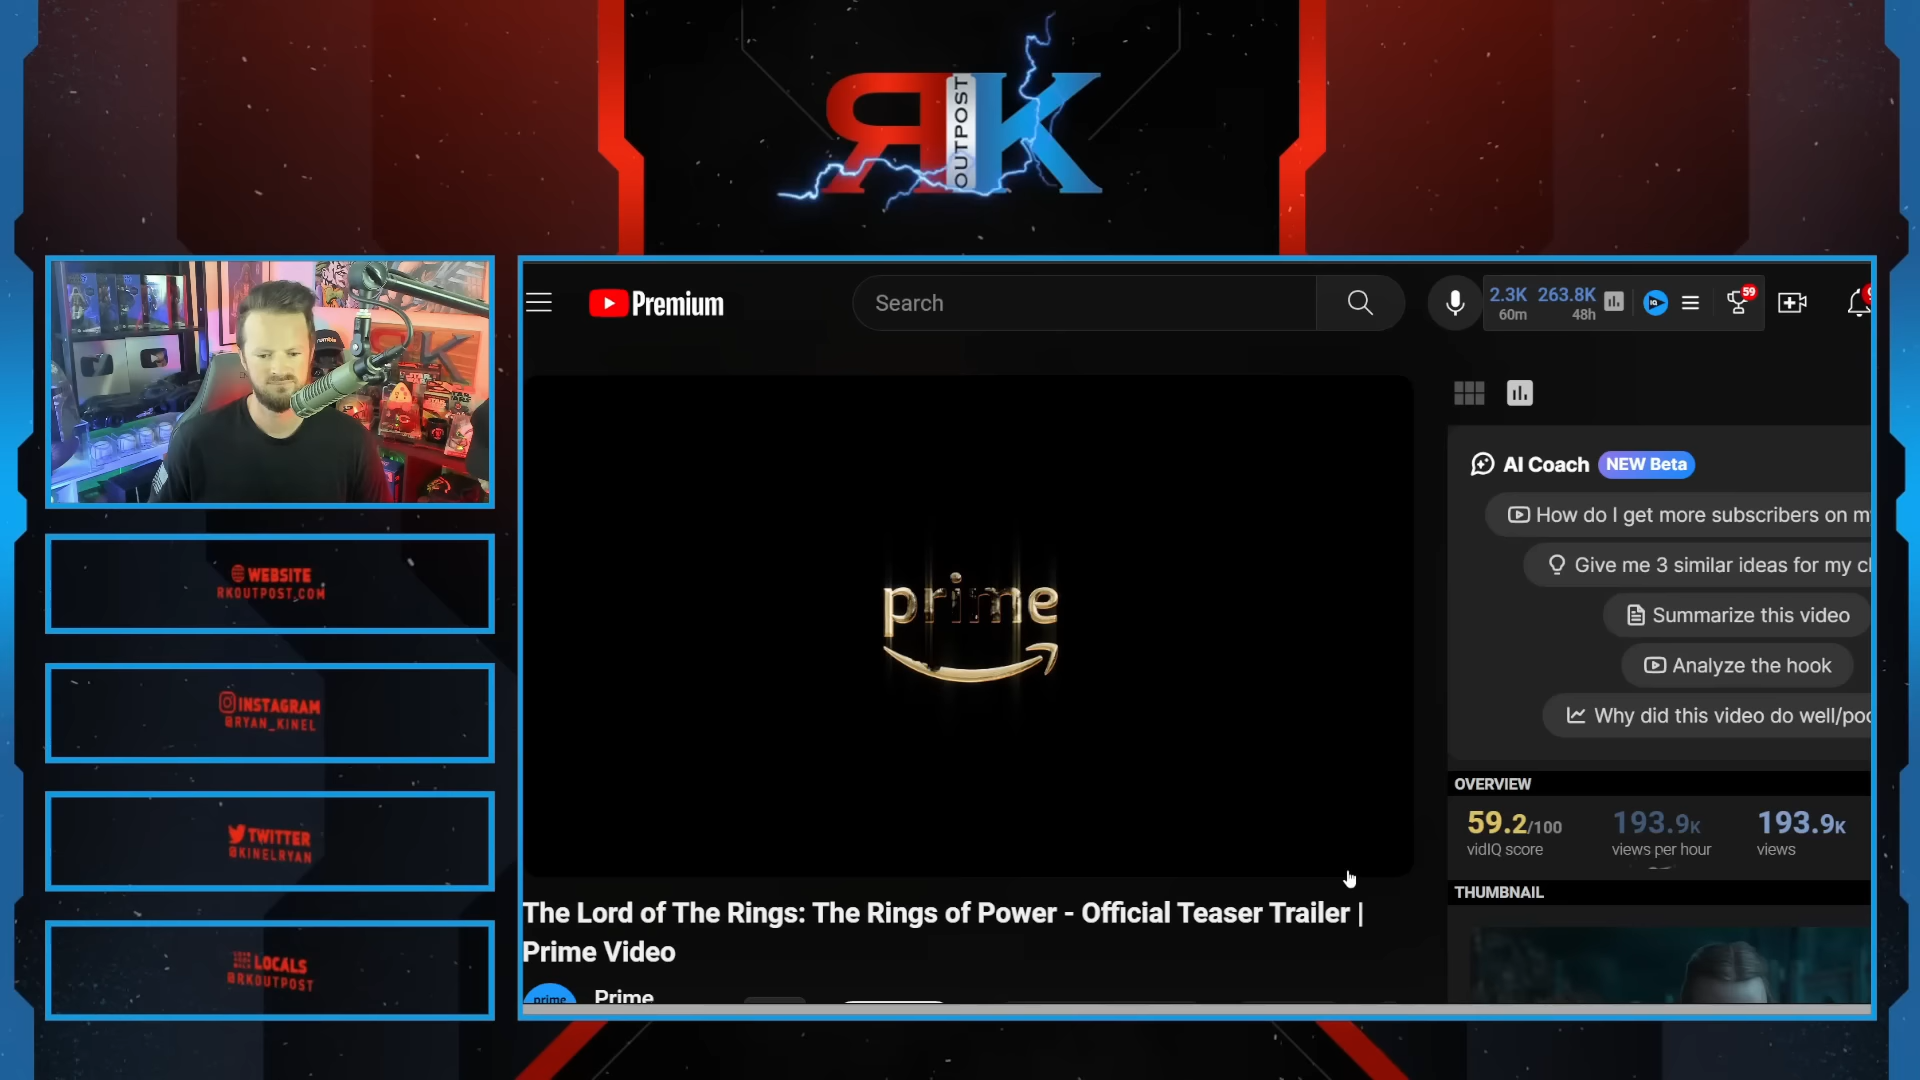 RK
OUTPOST
Premium
Search
2.3K 263.8K
60m 48h
59
AI Coach NEW Beta
How do I get more subscribers on m
Give me 3 similar ideas for my cl
Summarize this video
Analyze the hook
Why did this video do well/poo
prime
OVERVIEW
59.2/100 193.9K 193.9K
vidIQ score views per hour views
THUMBNAIL
The Lord of The Rings: The Rings of Power - Official Teaser Trailer |
Prime Video
prime Prime
WEBSITE
RKOUTPOST.COM
INSTAGRAM
@RYAN_KINEL
TWITTER
@KINELRYAN
LOCALS
@RKOUTPOST